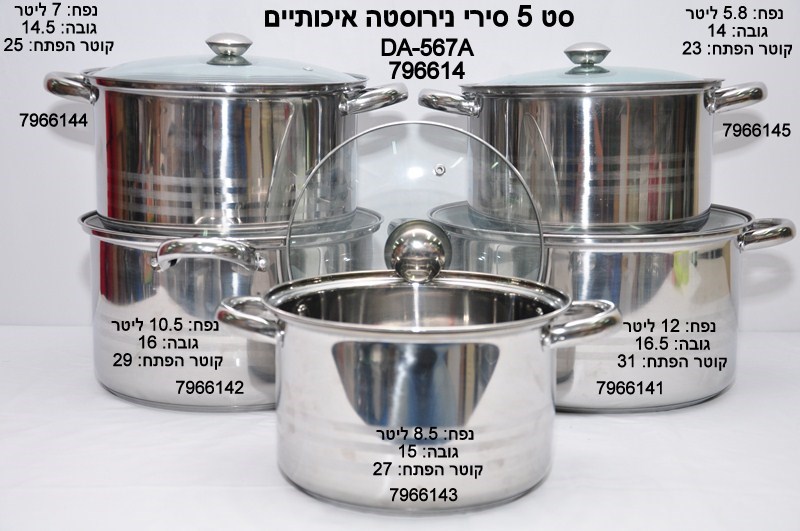 סט 5 סירי נירוסטה איכותיים
DA-567A
796614
נפח: 5.8 ליטר
גובה: 14
קוטר הפתח: 23
7966145
נפח: 7 ליטר
גובה: 14.5
קוטר הפתח: 25
7966144
נפח: 12 ליטר
גובה: 16.5
קוטר הפתח: 31
7966141
נפח: 10.5 ליטר
גובה: 16
קוטר הפתח: 29
7966142
נפח: 8.5 ליטר
גובה: 15
קוטר הפתח: 27
7966143